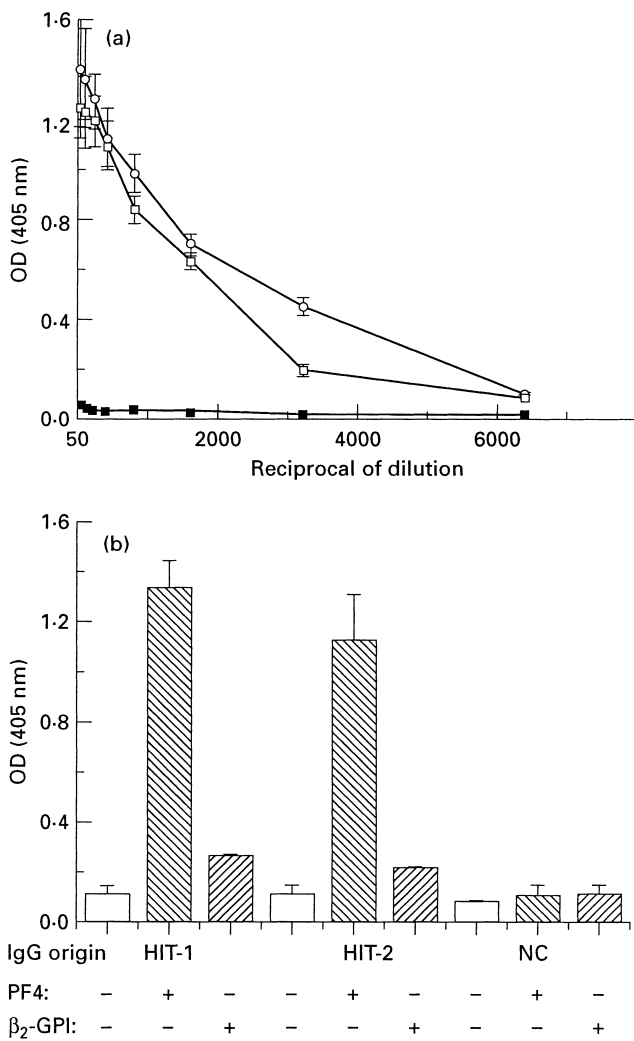 1·6
(a)
1·2
0·8
0·4
0·0
OD (405 nm)
50 2000 4000 6000
Reciprocal of dilution
1·6
(b)
1·2
0·8
0·4
0·0
OD (405 nm)
IgG origin HIT-1 HIT-2 NC
PF4: – + – – + – – + –
β₂-GPI: – – + – – + – – +